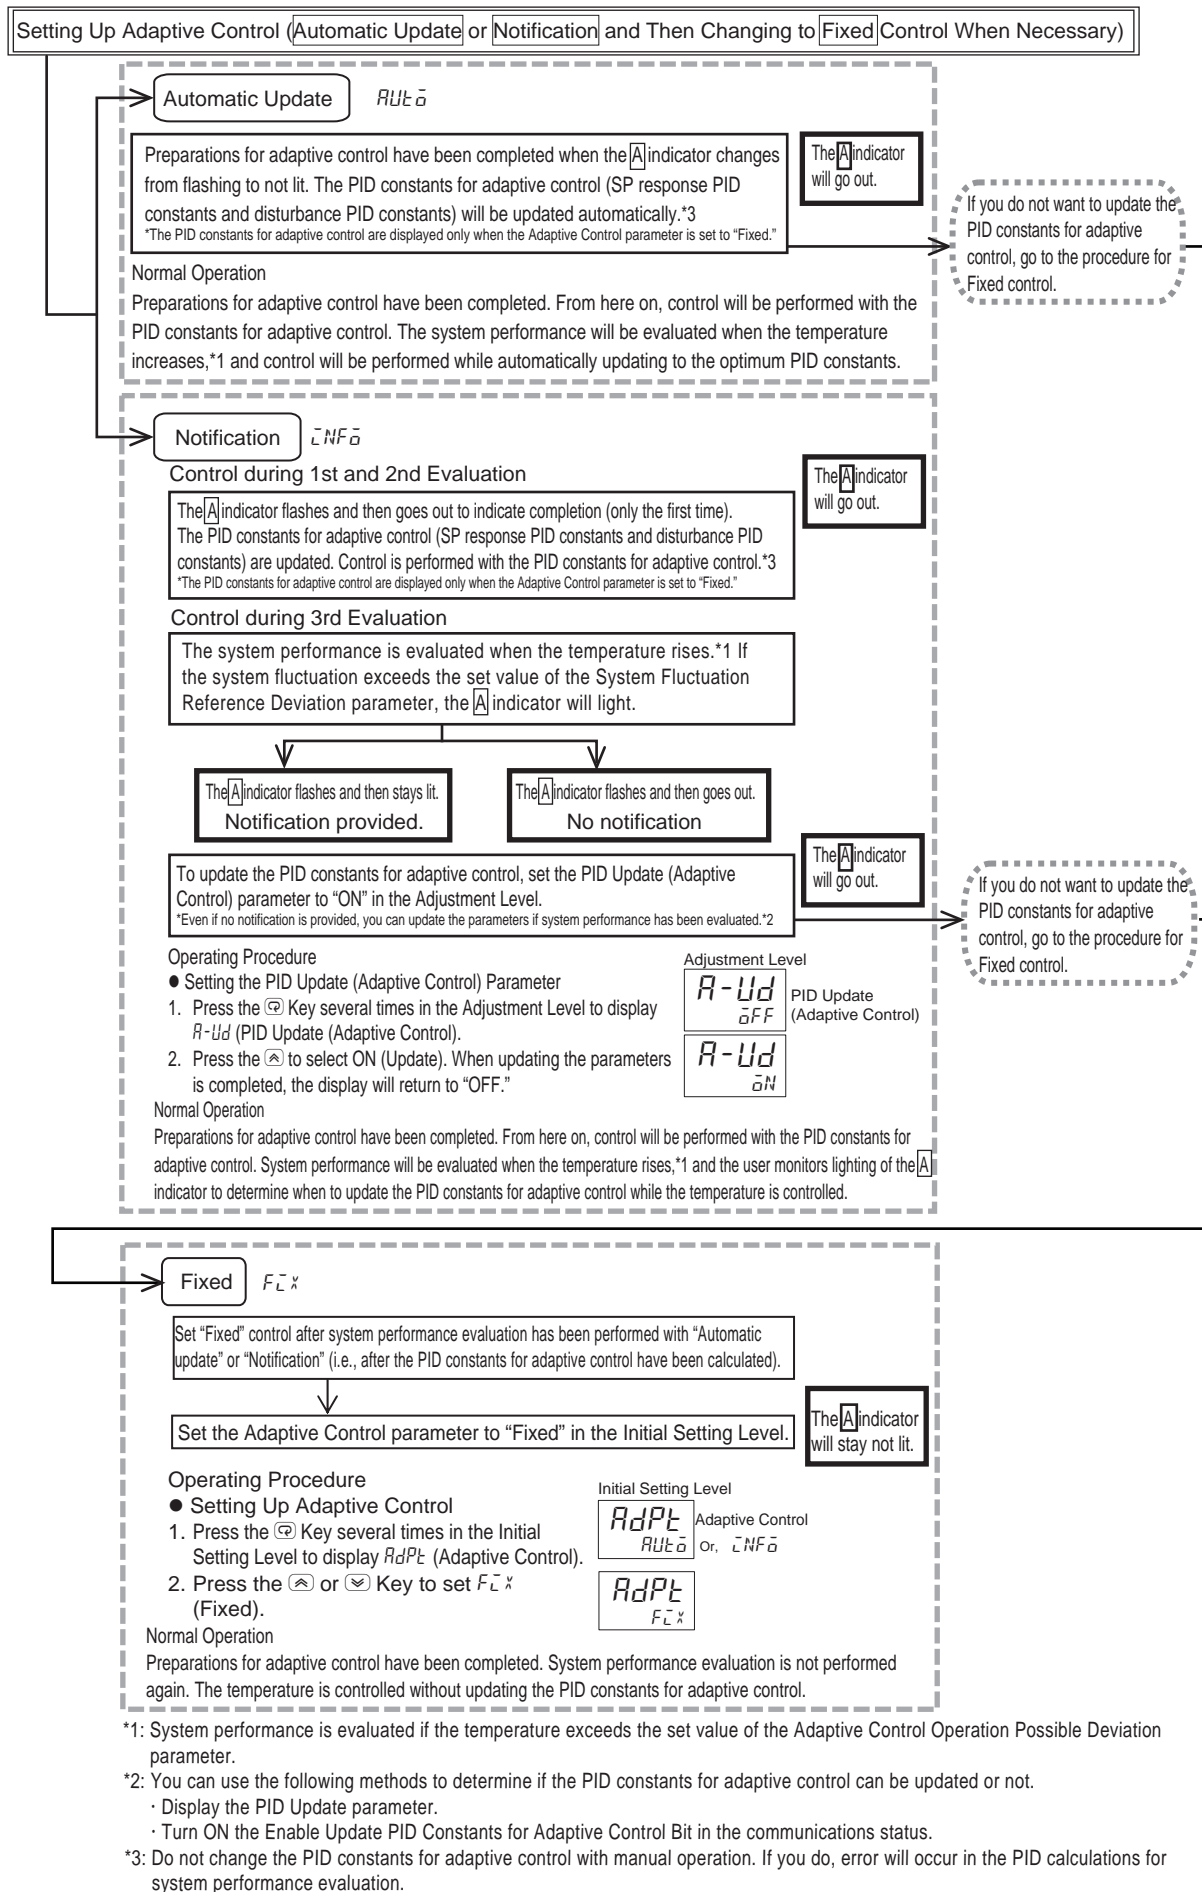 Setting Up Adaptive Control (Automatic Update or Notification and Then Changing to Fixed Control When Necessary)
Automatic Update AUto
Preparations for adaptive control have been completed when the A indicator changes
from flashing to not lit. The PID constants for adaptive control (SP response PID
constants and disturbance PID constants) will be updated automatically.*3
*The PID constants for adaptive control are displayed only when the Adaptive Control parameter is set to “Fixed.”
The A indicator
will go out.
If you do not want to update the
PID constants for adaptive
control, go to the procedure for
Fixed control.
Normal Operation
Preparations for adaptive control have been completed. From here on, control will be performed with the
PID constants for adaptive control. The system performance will be evaluated when the temperature
increases,*1 and control will be performed while automatically updating to the optimum PID constants.
Notification iNFo
Control during 1st and 2nd Evaluation
The A indicator flashes and then goes out to indicate completion (only the first time).
The PID constants for adaptive control (SP response PID constants and disturbance PID
constants) are updated. Control is performed with the PID constants for adaptive control.*3
*The PID constants for adaptive control are displayed only when the Adaptive Control parameter is set to “Fixed.”
The A indicator
will go out.
Control during 3rd Evaluation
The system performance is evaluated when the temperature rises.*1 If
the system fluctuation exceeds the set value of the System Fluctuation
Reference Deviation parameter, the A indicator will light.
The A indicator flashes and then stays lit.
Notification provided.
The A indicator flashes and then goes out.
No notification
To update the PID constants for adaptive control, set the PID Update (Adaptive
Control) parameter to “ON” in the Adjustment Level.
*Even if no notification is provided, you can update the parameters if system performance has been evaluated.*2
The A indicator
will go out.
If you do not want to update the
PID constants for adaptive
control, go to the procedure for
Fixed control.
Operating Procedure
● Setting the PID Update (Adaptive Control) Parameter
1. Press the Key several times in the Adjustment Level to display
A-Ud (PID Update (Adaptive Control).
2. Press the to select ON (Update). When updating the parameters
is completed, the display will return to “OFF.”
Adjustment Level
A-Ud
oFF
PID Update
(Adaptive Control)
A-Ud
oN
Normal Operation
Preparations for adaptive control have been completed. From here on, control will be performed with the PID constants for
adaptive control. System performance will be evaluated when the temperature rises,*1 and the user monitors lighting of the A
indicator to determine when to update the PID constants for adaptive control while the temperature is controlled.
Fixed FiX
Set “Fixed” control after system performance evaluation has been performed with “Automatic
update” or “Notification” (i.e., after the PID constants for adaptive control have been calculated).
Set the Adaptive Control parameter to “Fixed” in the Initial Setting Level.
The A indicator
will stay not lit.
Operating Procedure
● Setting Up Adaptive Control
1. Press the Key several times in the Initial
Setting Level to display AdPt (Adaptive Control).
2. Press the or Key to set FiX
(Fixed).
Initial Setting Level
AdPt
AUto
Adaptive Control
Or, iNFo
AdPt
FiX
Normal Operation
Preparations for adaptive control have been completed. System performance evaluation is not performed
again. The temperature is controlled without updating the PID constants for adaptive control.
*1: System performance is evaluated if the temperature exceeds the set value of the Adaptive Control Operation Possible Deviation
parameter.
*2: You can use the following methods to determine if the PID constants for adaptive control can be updated or not.
· Display the PID Update parameter.
· Turn ON the Enable Update PID Constants for Adaptive Control Bit in the communications status.
*3: Do not change the PID constants for adaptive control with manual operation. If you do, error will occur in the PID calculations for
system performance evaluation.